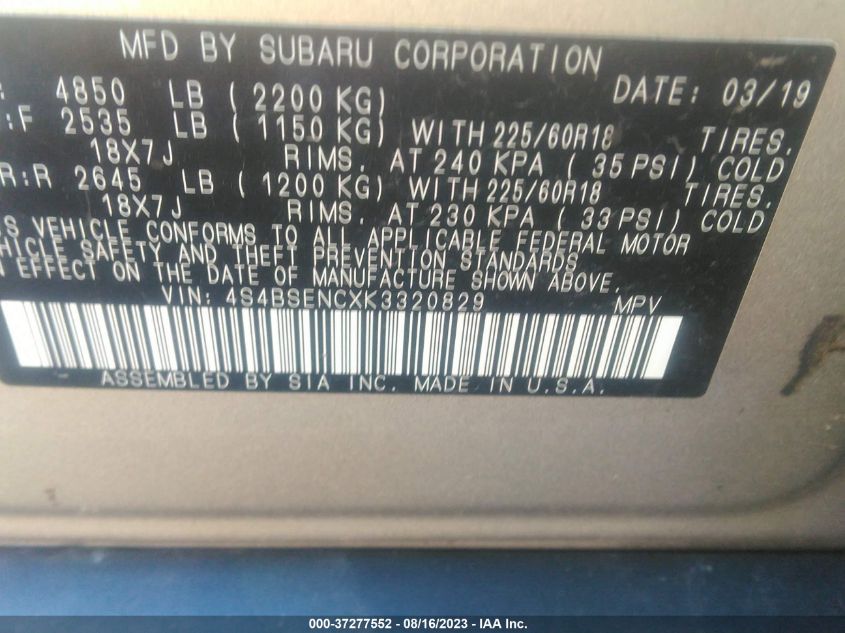 MFD BY SUBARU CORPORATION
4850 LB (2200 KG) DATE: 03/19
:F 2535 LB (1150 KG) WITH 225/60R18 TIRES,
18X7J RIMS, AT 240 KPA (35 PSI) COLD
R:R 2645 LB (1200 KG) WITH 225/60R18 TIRES,
18X7J RIMS, AT 230 KPA (33 PSI) COLD
S VEHICLE CONFORMS TO ALL APPLICABLE FEDERAL MOTOR
HICLE SAFETY AND THEFT PREVENTION STANDARDS
N EFFECT ON THE DATE OF MANUFACTURE SHOWN ABOVE.
VIN: 4S4BSENCXK3320829 MPV
ASSEMBLED BY SIA INC. MADE IN U.S.A.
000-37277552 - 08/16/2023 - IAA Inc.